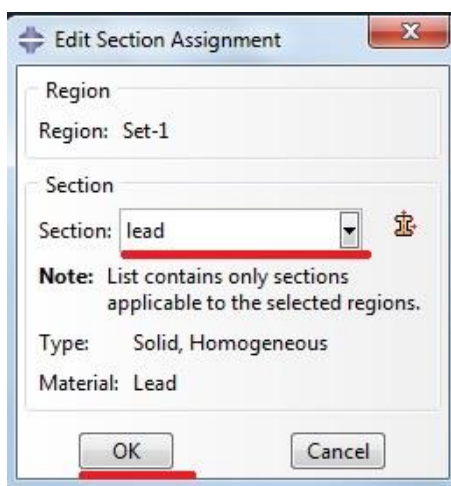 Edit Section Assignment
Region
Region: Set-1
Section
Section: lead
Note: List contains only sections
applicable to the selected regions.
Type: Solid, Homogeneous
Material: Lead
OK Cancel